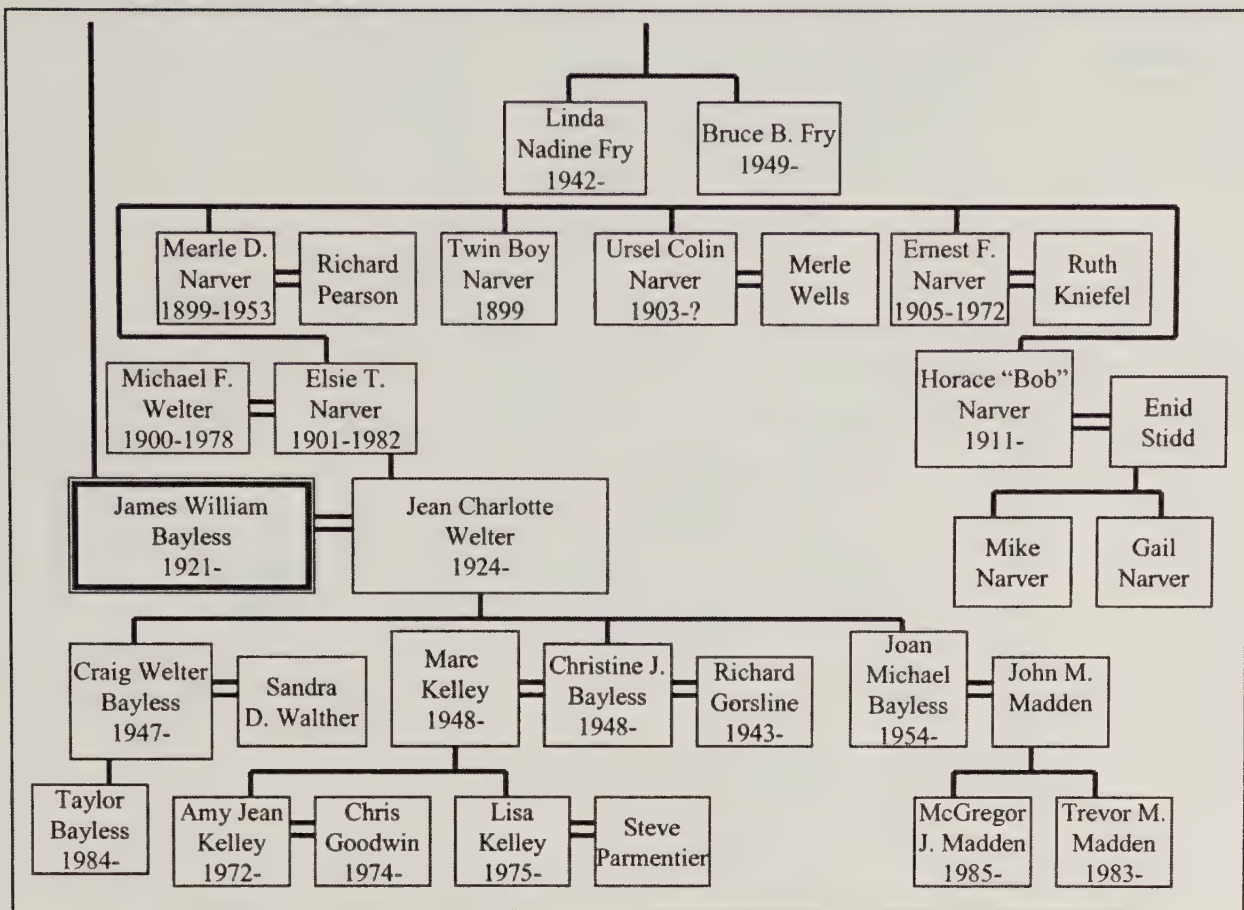 Linda
Nadine Fry
1942-
Bruce B. Fry
1949-
Mearle D.
Narver
1899-1953
Richard
Pearson
Twin Boy
Narver
1899
Ursel Colin
Narver
1903-?
Merle
Wells
Ernest F.
Narver
1905-1972
Ruth
Kniefel
Michael F.
Welter
1900-1978
Elsie T.
Narver
1901-1982
Horace “Bob”
Narver
1911-
Enid
Stidd
James William
Bayless
1921-
Jean Charlotte
Welter
1924-
Mike
Narver
Gail
Narver
Craig Welter
Bayless
1947-
Sandra
D. Walther
Marc
Kelley
1948-
Christine J.
Bayless
1948-
Richard
Gorsline
1943-
Joan
Michael
Bayless
1954-
John M.
Madden
Taylor
Bayless
1984-
Amy Jean
Kelley
1972-
Chris
Goodwin
1974-
Lisa
Kelley
1975-
Steve
Parmentier
McGregor
J. Madden
1985-
Trevor M.
Madden
1983-